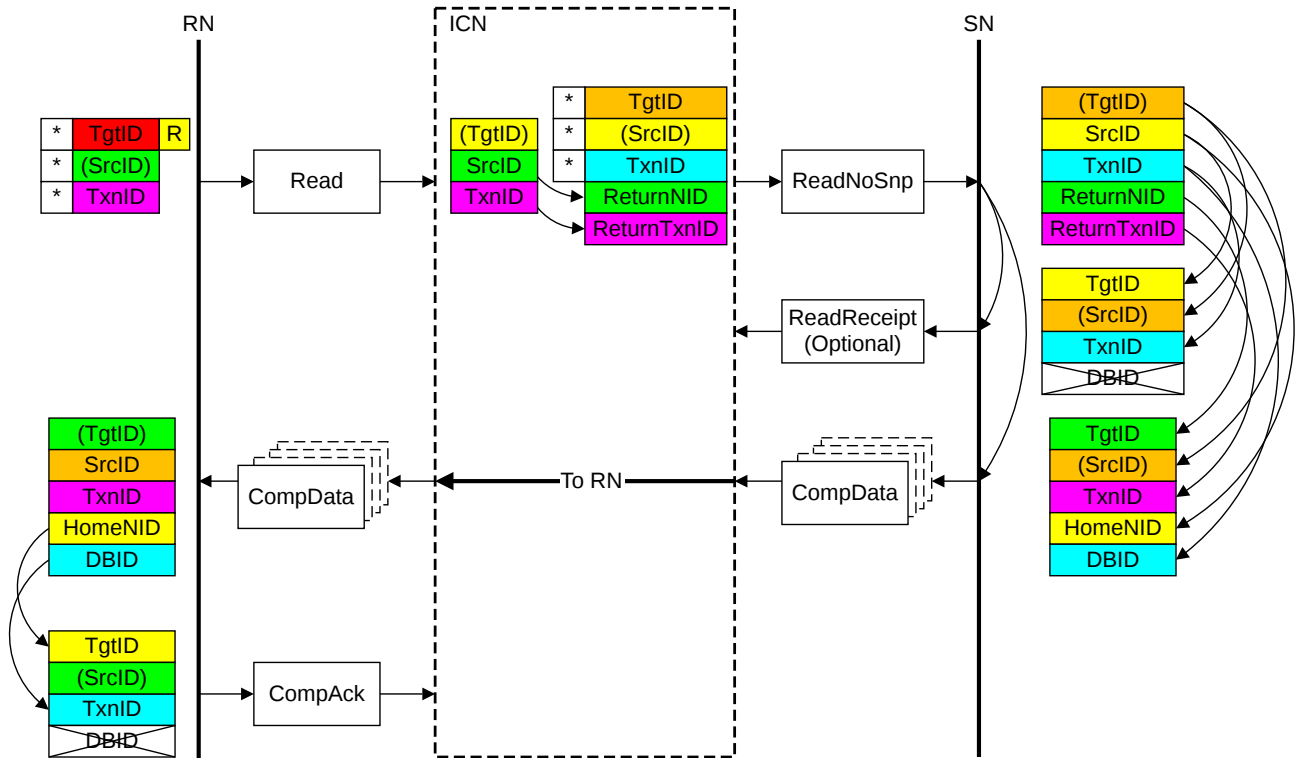 RN
ICN
SN
* TgtID R
* (SrcID)
* TxnID
Read
(TgtID)
SrcID
TxnID
* TgtID
* (SrcID)
* TxnID
ReturnNID
ReturnTxnID
ReadNoSnp
(TgtID)
SrcID
TxnID
ReturnNID
ReturnTxnID
ReadReceipt
(Optional)
TgtID
(SrcID)
TxnID
DBID
(TgtID)
SrcID
TxnID
HomeNID
DBID
CompData
To RN
CompData
TgtID
(SrcID)
TxnID
HomeNID
DBID
TgtID
(SrcID)
TxnID
DBID
CompAck